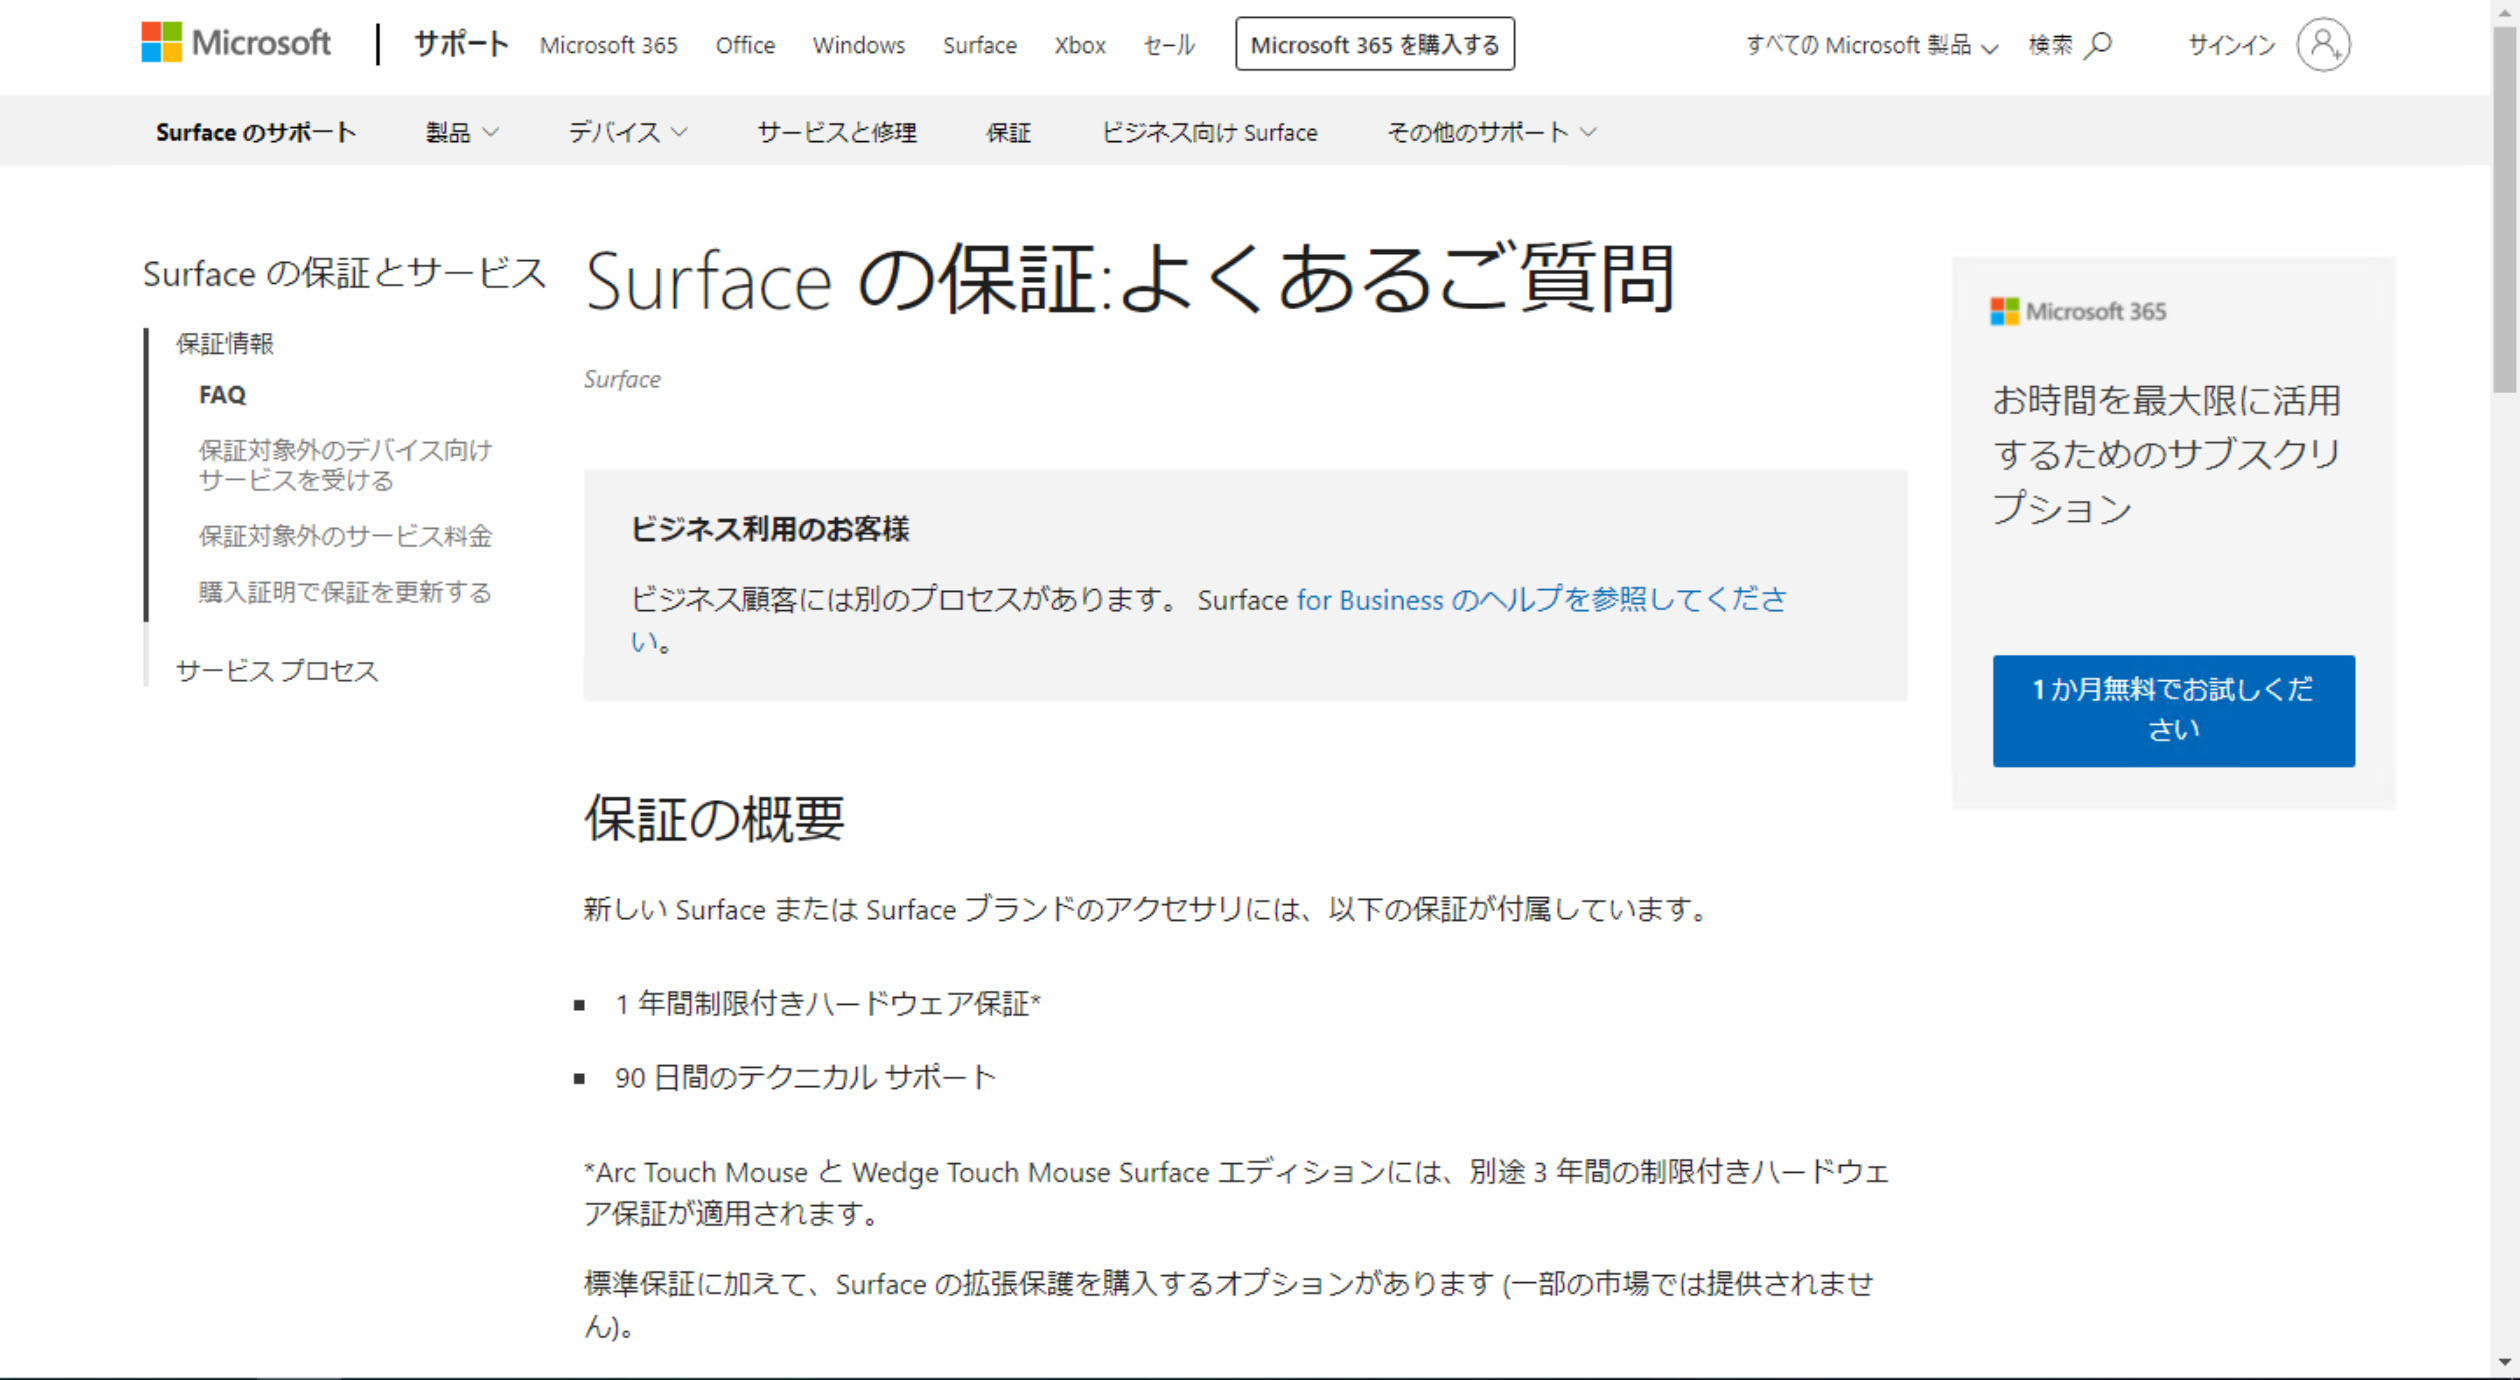 Microsoft
サポート
Microsoft 365
Office
Windows
Surface
Xbox
セール
Microsoft 365 を購入する
すべての Microsoft 製品
検索
サインイン
Surface のサポート
製品
デバイス
サービスと修理
保証
ビジネス向け Surface
その他のサポート
Surface の保証とサービス
保証情報
FAQ
保証対象外のデバイス向け
サービスを受ける
保証対象外のサービス料金
購入証明で保証を更新する
サービス プロセス
Surface の保証:よくあるご質問
Surface
ビジネス利用のお客様
ビジネス顧客には別のプロセスがあります。 Surface for Business のヘルプを参照してくださ
い。
保証の概要
新しい Surface または Surface ブランドのアクセサリには、以下の保証が付属しています。
▪ 1 年間制限付きハードウェア保証*
▪ 90 日間のテクニカル サポート
*Arc Touch Mouse と Wedge Touch Mouse Surface エディションには、別途 3 年間の制限付きハードウェ
ア保証が適用されます。
標準保証に加えて、Surface の拡張保護を購入するオプションがあります (一部の市場では提供されませ
ん)。
Microsoft 365
お時間を最大限に活用
するためのサブスクリ
プション
1 か月無料でお試しくだ
さい